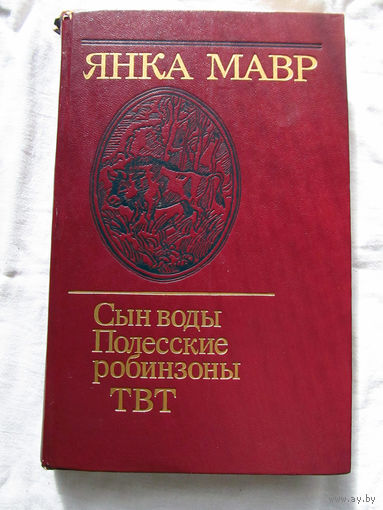 ЯНКА МАВР
Сын воды
Полесские
робинзоны
ТВТ
www.ay.by